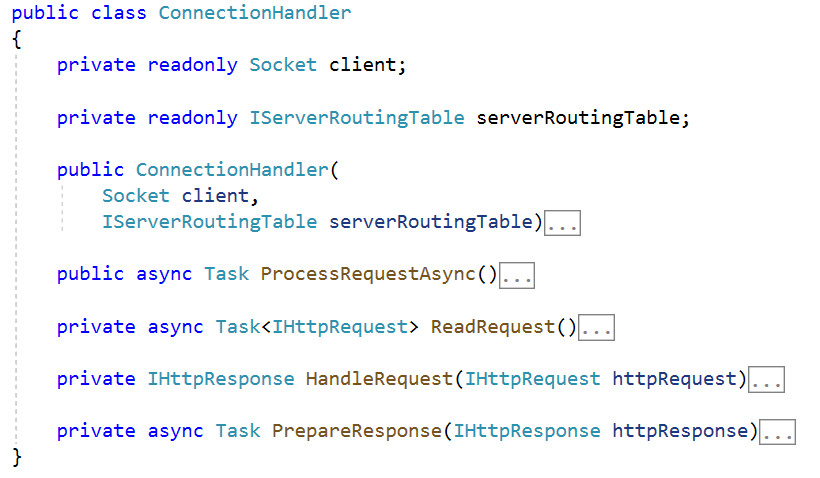 public class ConnectionHandler
{
private readonly Socket client;
private readonly IServerRoutingTable serverRoutingTable;
public ConnectionHandler(
Socket client,
IServerRoutingTable serverRoutingTable)...
public async Task ProcessRequestAsync()...
private async Task<IHttpRequest> ReadRequest()...
private IHttpResponse HandleRequest(IHttpRequest httpRequest)...
private async Task PrepareResponse(IHttpResponse httpResponse)...
}